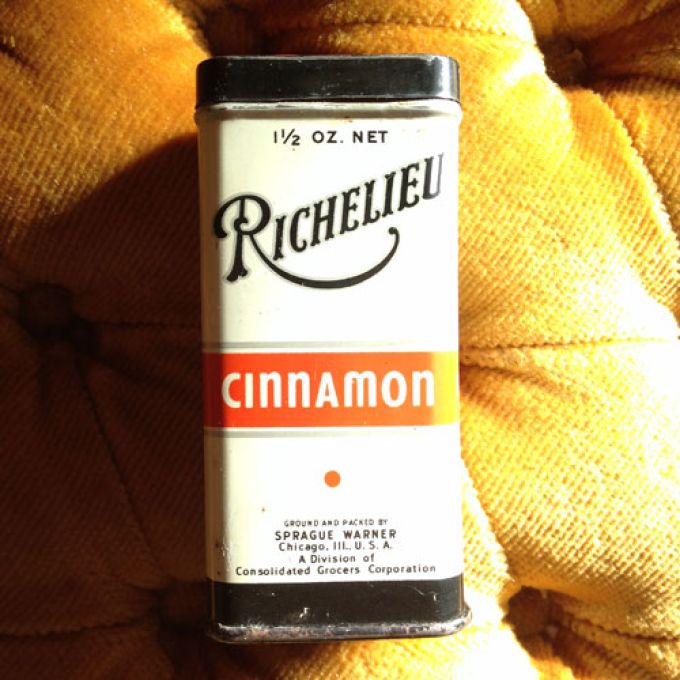 1½ OZ. NET
RICHELIEU
CINNAMON
GROUND AND PACKED BY
SPRAGUE WARNER
Chicago, Ill., U. S. A.
A Division of
Consolidated Grocers Corporation